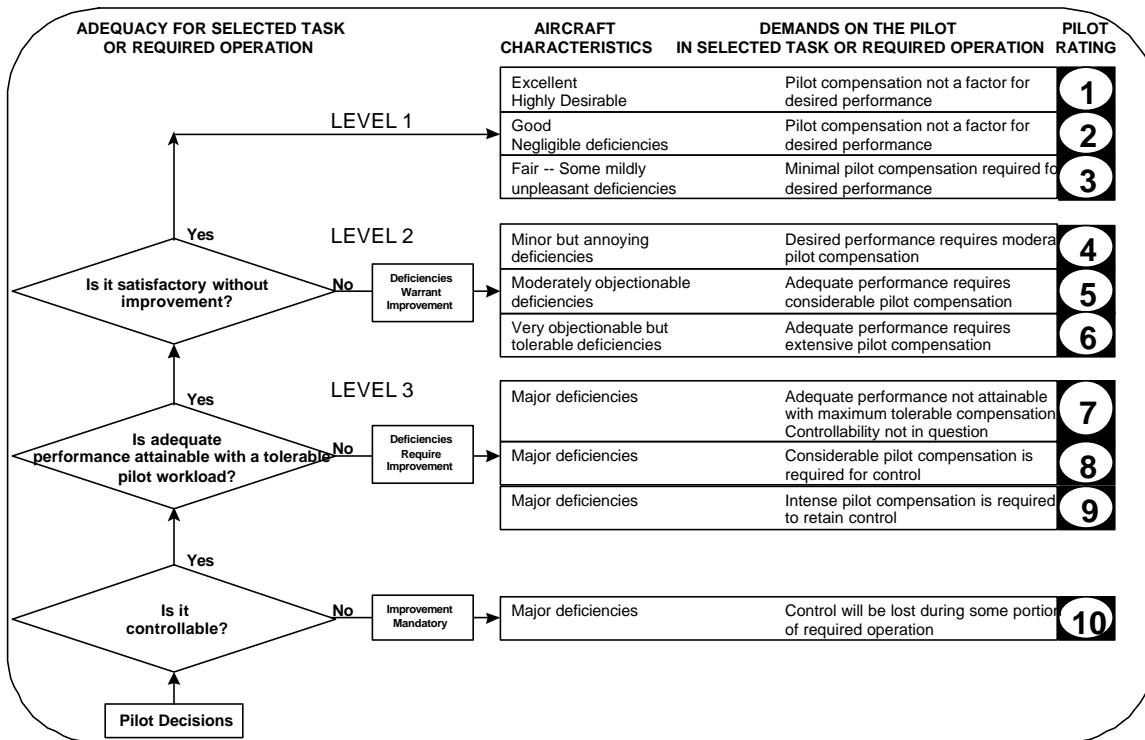 ADEQUACY FOR SELECTED TASK
OR REQUIRED OPERATION
AIRCRAFT
CHARACTERISTICS
DEMANDS ON THE PILOT
IN SELECTED TASK OR REQUIRED OPERATION
PILOT
RATING
LEVEL 1
Excellent
Highly Desirable
Pilot compensation not a factor for
desired performance
1
Good
Negligible deficiencies
Pilot compensation not a factor for
desired performance
2
Fair -- Some mildly
unpleasant deficiencies
Minimal pilot compensation required fo
desired performance
3
Yes
LEVEL 2
Is it satisfactory without
improvement?
No
Deficiencies
Warrant
Improvement
Minor but annoying
deficiencies
Desired performance requires modera
pilot compensation
4
Moderately objectionable
deficiencies
Adequate performance requires
considerable pilot compensation
5
Very objectionable but
tolerable deficiencies
Adequate performance requires
extensive pilot compensation
6
Yes
LEVEL 3
Is adequate
performance attainable with a tolerable
pilot workload?
No
Deficiencies
Require
Improvement
Major deficiencies
Adequate performance not attainable
with maximum tolerable compensation
Controllability not in question
7
Major deficiencies
Considerable pilot compensation is
required for control
8
Major deficiencies
Intense pilot compensation is required
to retain control
9
Yes
Is it
controllable?
No
Improvement
Mandatory
Major deficiencies
Control will be lost during some portion
of required operation
10
Pilot Decisions